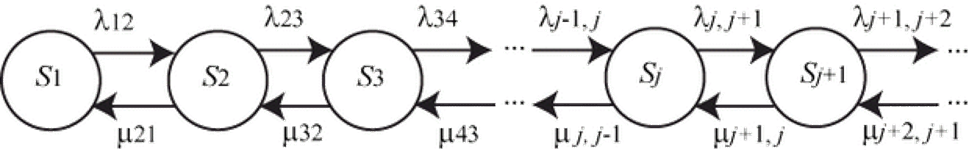 λ12 λ23 λ34 λj-1, j λj, j+1 λj+1, j+2
S1 S2 S3 ... Sj Sj+1 ...
... 
μ21 μ32 μ43 μj, j-1 μj+1, j μj+2, j+1